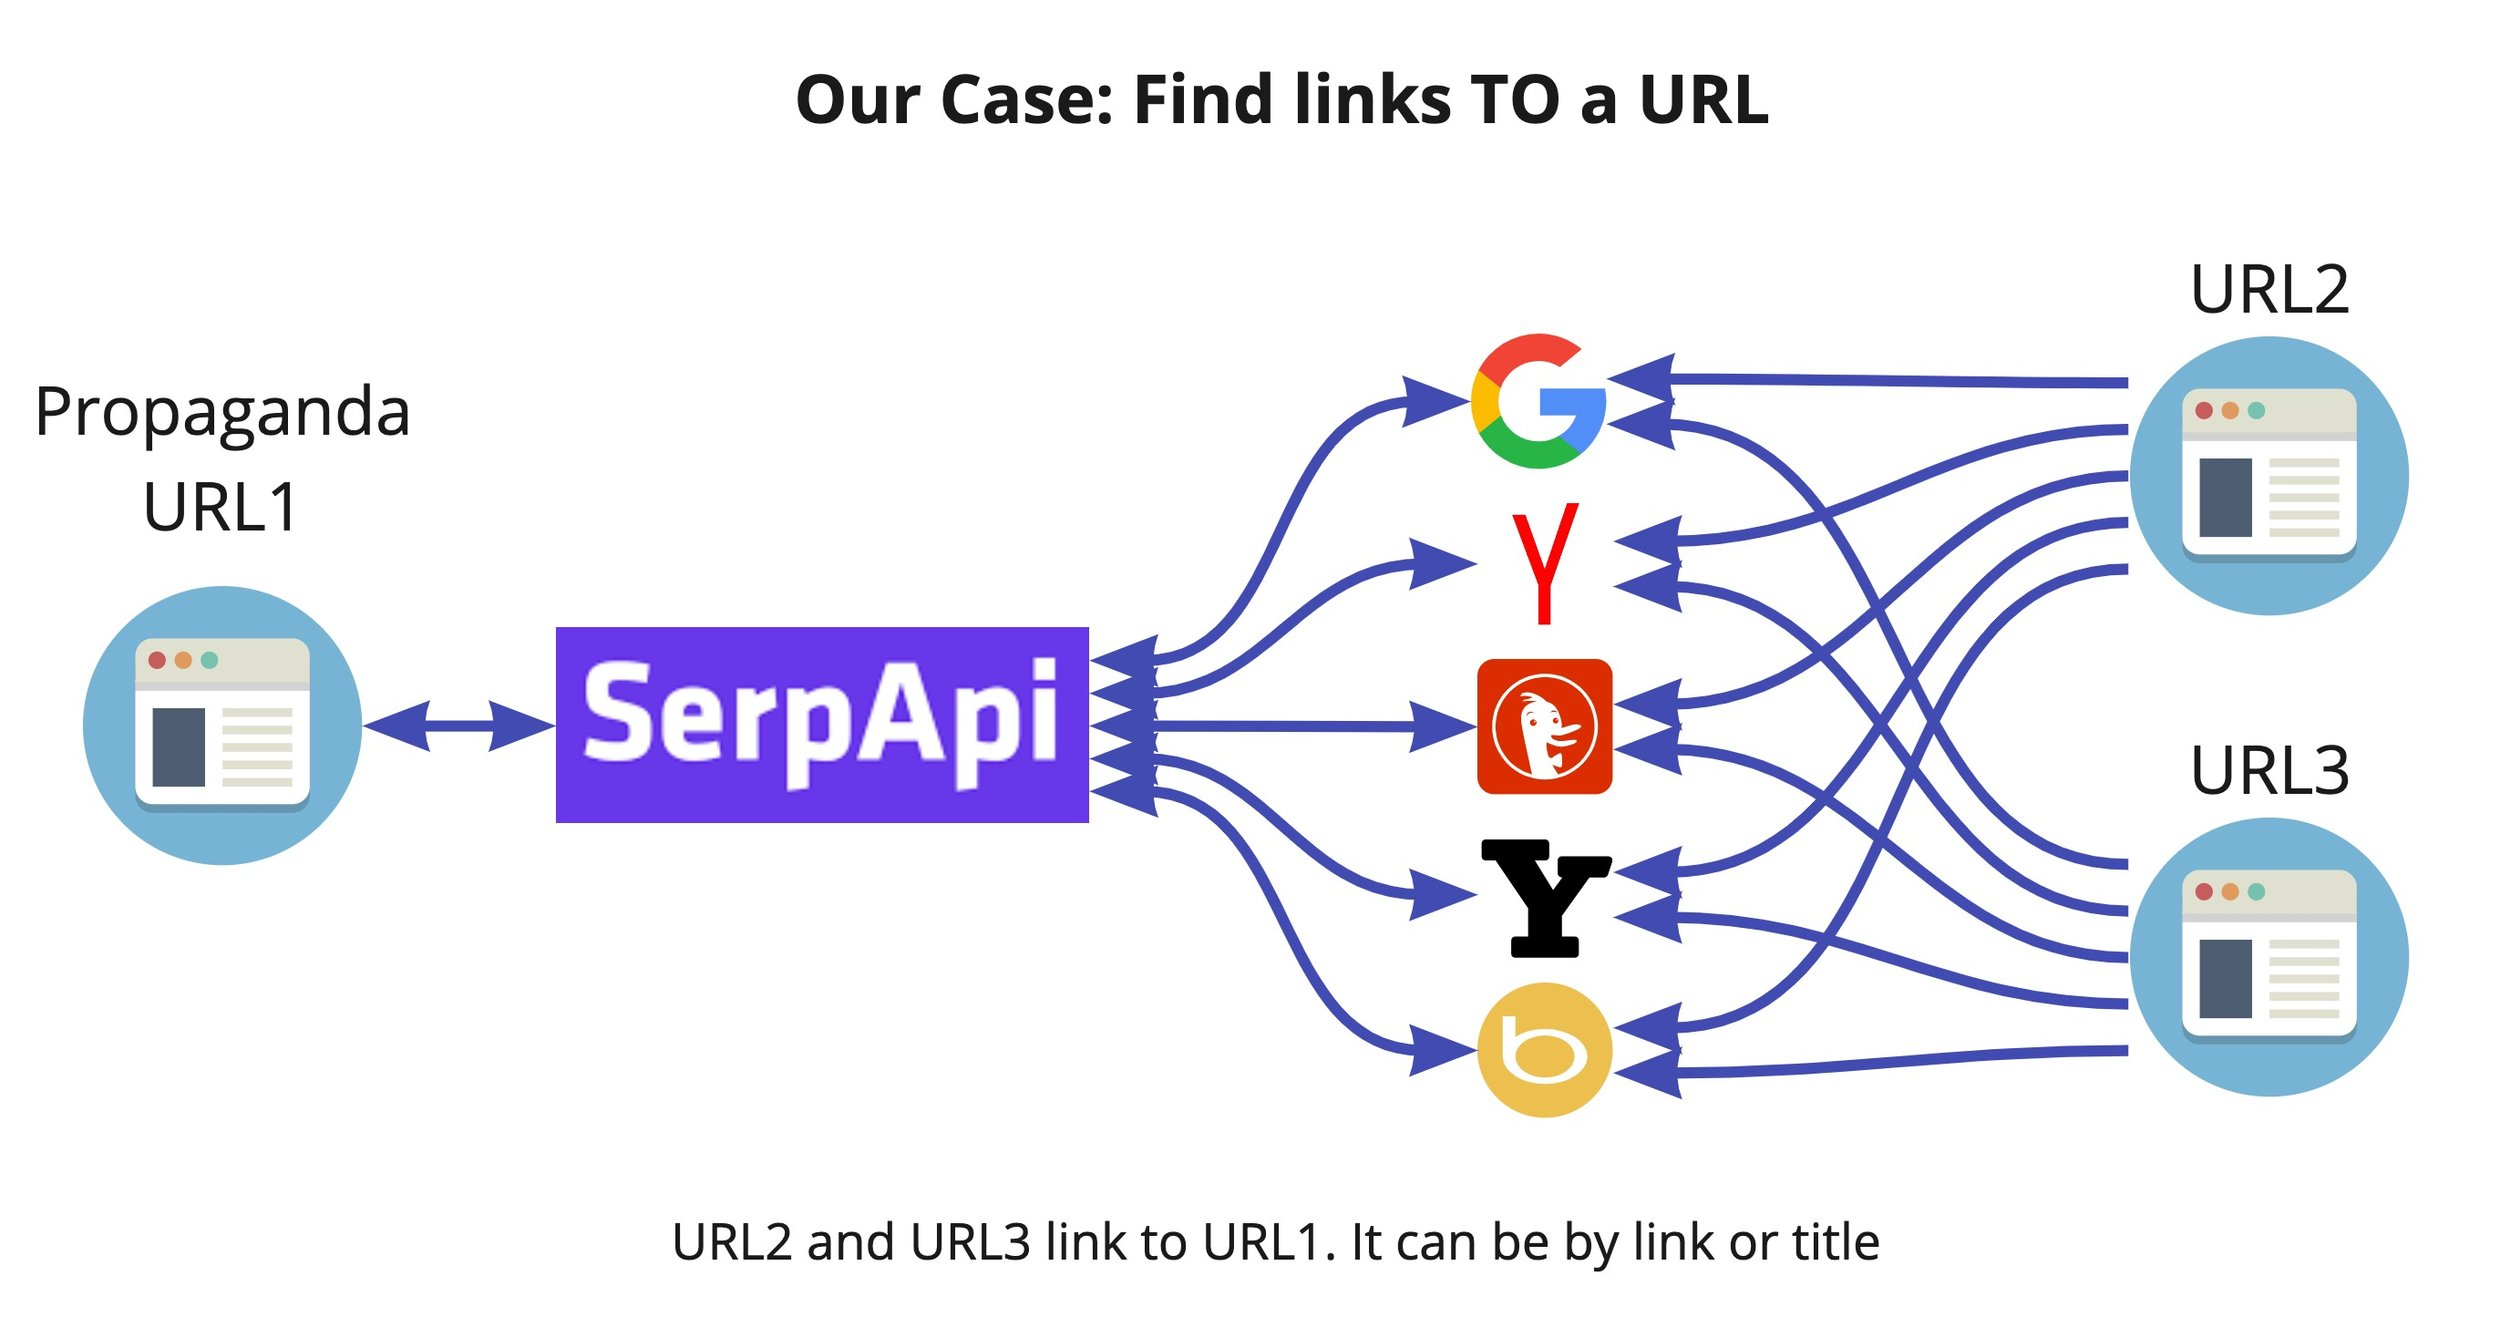 Our Case: Find links TO a URL
URL2
Propaganda
URL1
SerpApi
URL3
URL2 and URL3 link to URL1. It can be by link or title